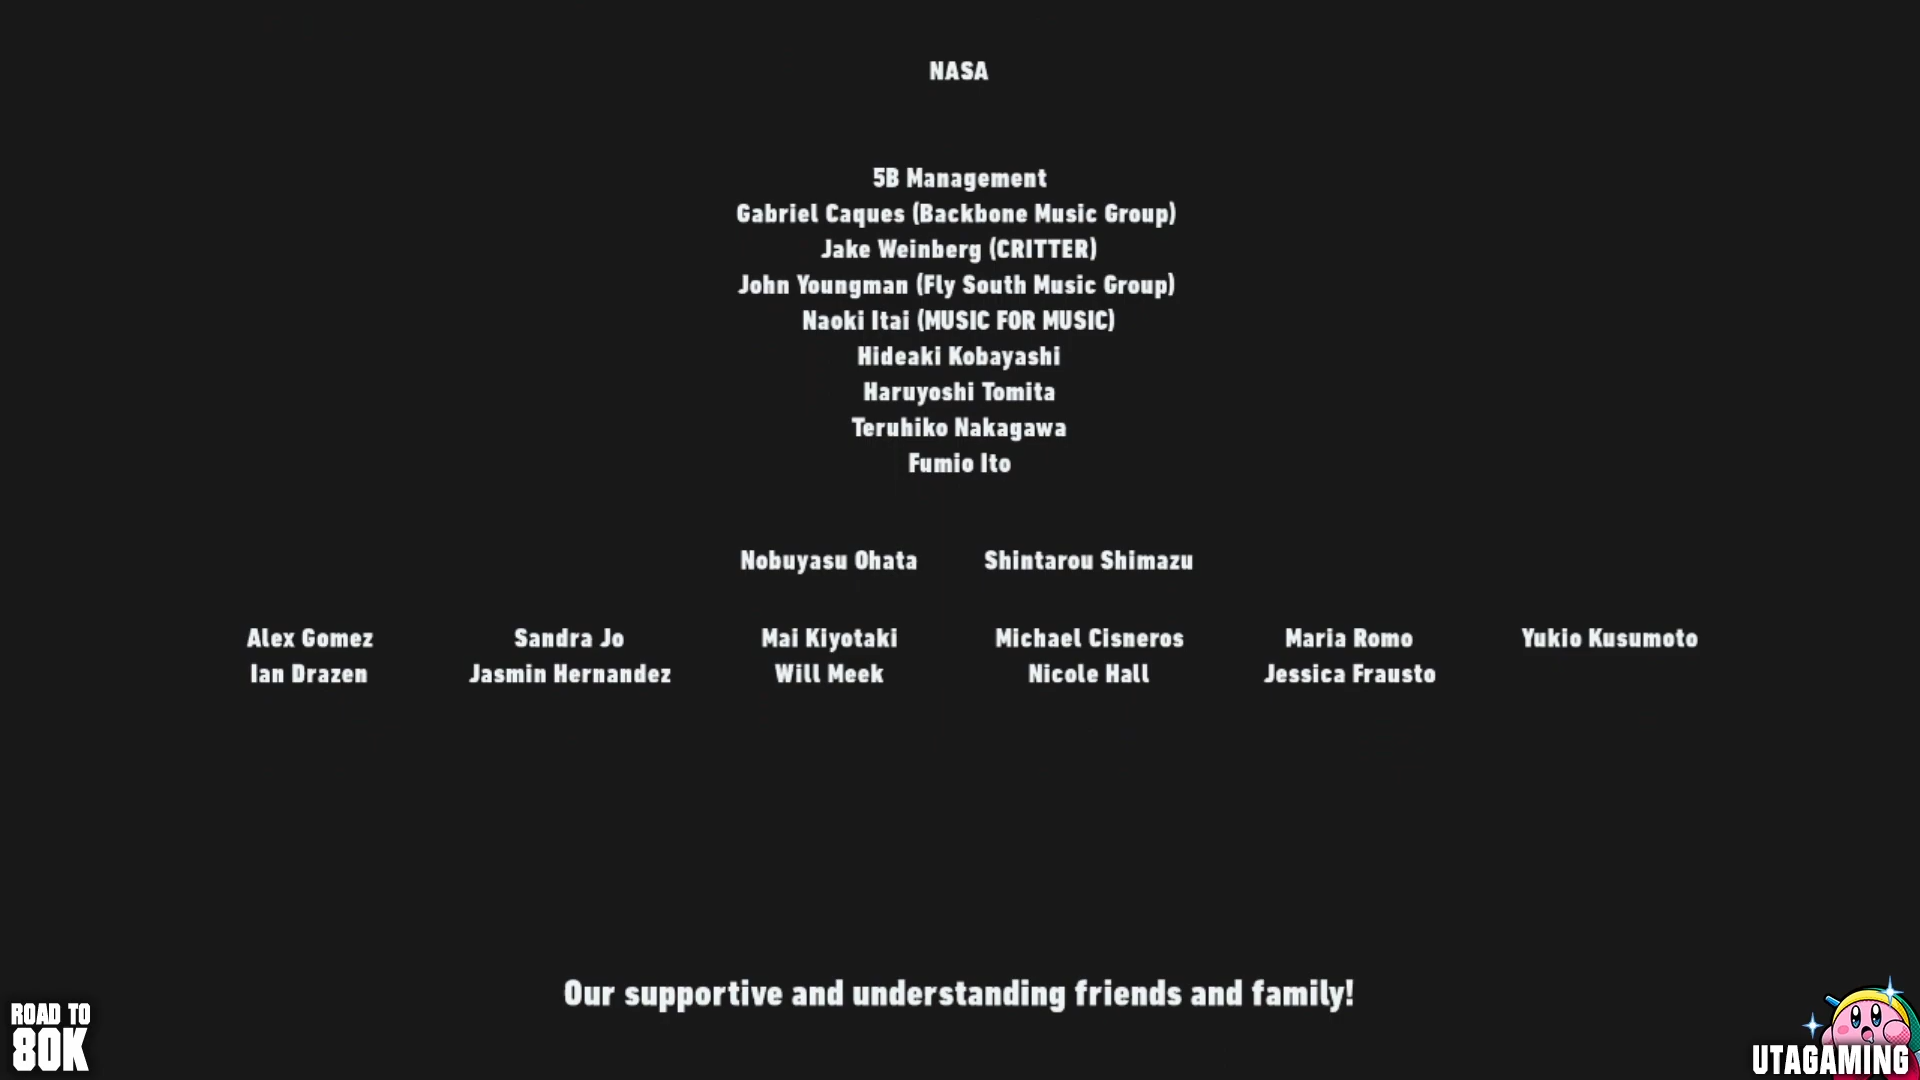 NASA
5B Management
Gabriel Caques (Backbone Music Group)
Jake Weinberg (CRITTER)
John Youngman (Fly South Music Group)
Naoki Itai (MUSIC FOR MUSIC)
Hideaki Kobayashi
Haruyoshi Tomita
Teruhiko Nakagawa
Fumio Ito
Nobuyasu Ohata Shintarou Shimazu
Alex Gomez Sandra Jo Mai Kiyotaki Michael Cisneros Maria Romo Yukio Kusumoto
Ian Drazen Jasmin Hernandez Will Meek Nicole Hall Jessica Frausto
Our supportive and understanding friends and family!
ROAD TO
80K
UTAGAMING